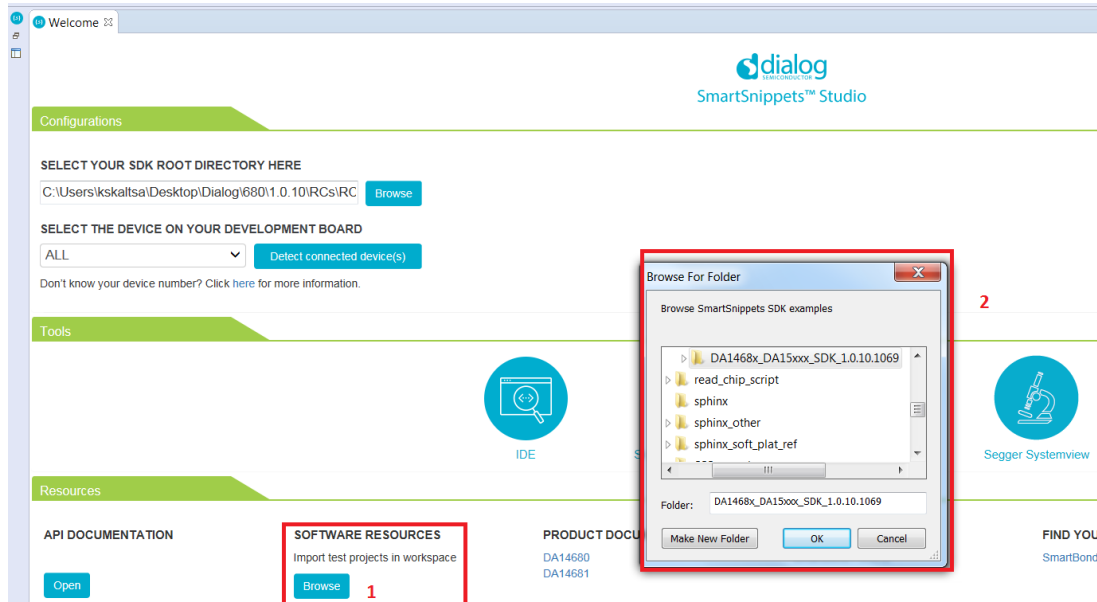 Welcome
dialog
SEMICONDUCTOR
SmartSnippets™ Studio
Configurations
SELECT YOUR SDK ROOT DIRECTORY HERE
C:\Users\kskaltsa\Desktop\Dialog\680\1.0.10\RCs\RC
Browse
SELECT THE DEVICE ON YOUR DEVELOPMENT BOARD
ALL
Detect connected device(s)
Don't know your device number? Click here for more information.
Tools
IDE
S
Segger Systemview
Browse For Folder
X
Browse SmartSnippets SDK examples
DA1468x_DA15xxx_SDK_1.0.10.1069
read_chip_script
sphinx
sphinx_other
sphinx_soft_plat_ref
Folder:
DA1468x_DA15xxx_SDK_1.0.10.1069
Make New Folder
OK
Cancel
2
Resources
API DOCUMENTATION
Open
SOFTWARE RESOURCES
Import test projects in workspace
Browse
1
PRODUCT DOCU
DA14680
DA14681
FIND YOU
SmartBond